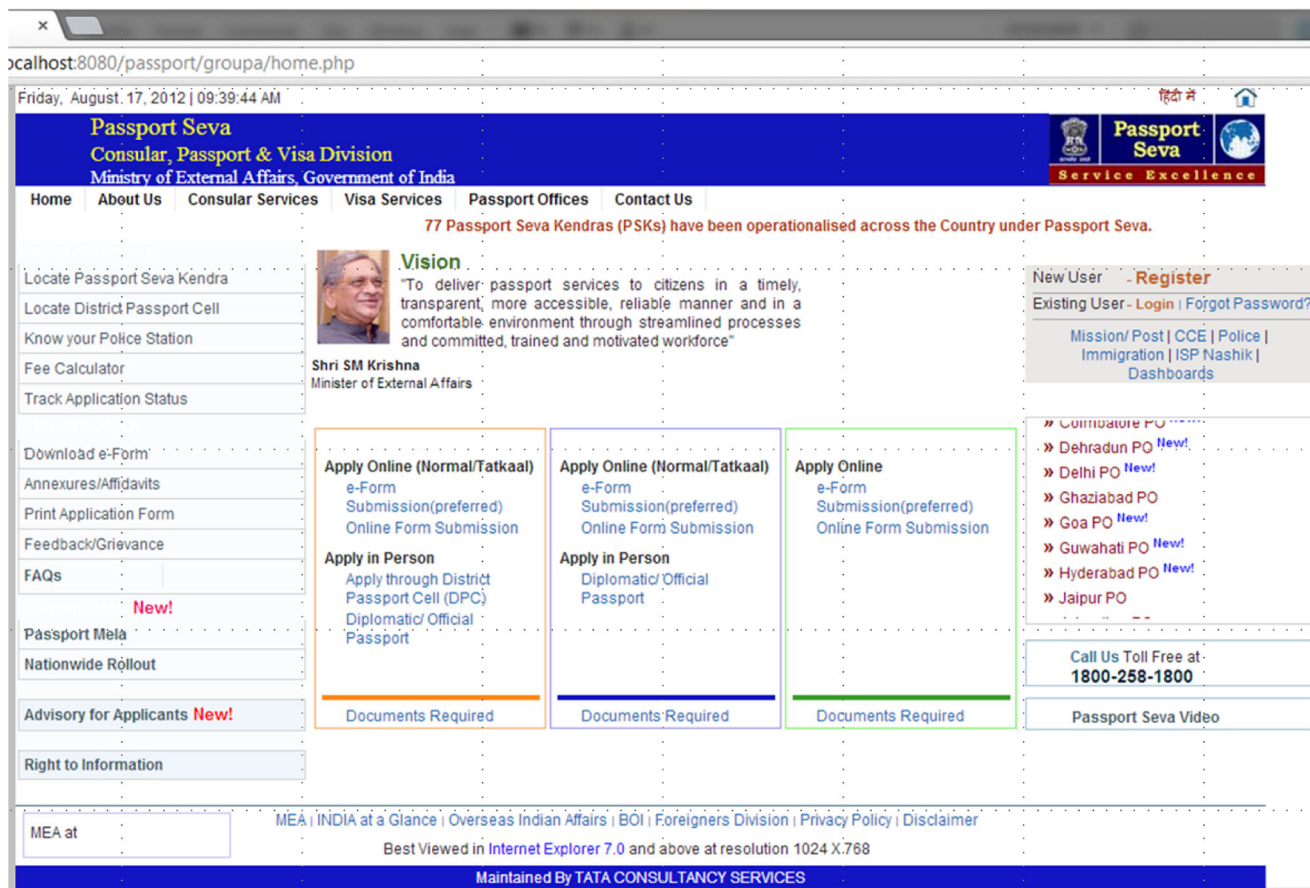 ocalhost:8080/passport/groupa/home.php
Friday, August. 17, 2012 | 09:39:44 AM
हिंदी में
Passport Seva
Consular, Passport & Visa Division
Ministry of External Affairs, Government of India
Passport Seva
Service Excellence
Home About Us Consular Services Visa Services Passport Offices Contact Us
77 Passport Seva Kendras (PSKs) have been operationalised across the Country under Passport Seva.
Locate Passport Seva Kendra
Locate District Passport Cell
Know your Police Station
Fee Calculator
Track Application Status
Download e-Form
Annexures/Affidavits
Print Application Form
Feedback/Grievance
FAQs
New!
Passport Mela
Nationwide Rollout
Advisory for Applicants New!
Right to Information
Vision
"To deliver passport services to citizens in a timely,
transparent, more accessible, reliable manner and in a
comfortable environment through streamlined processes
and committed, trained and motivated workforce"
Shri SM Krishna
Minister of External Affairs
Apply Online (Normal/Tatkaal)
e-Form
Submission(preferred)
Online Form Submission
Apply in Person
Apply through District
Passport Cell (DPC)
Diplomatic/ Official
Passport
Documents Required
Apply Online (Normal/Tatkaal)
e-Form
Submission(preferred)
Online Form Submission
Apply in Person
Diplomatic/ Official
Passport
Documents Required
Apply Online
e-Form
Submission(preferred)
Online Form Submission
Documents Required
New User - Register
Existing User - Login | Forgot Password?
Mission/ Post | CCE | Police |
Immigration | ISP Nashik |
Dashboards
» Coimbatore PO New!
» Dehradun PO New!
» Delhi PO New!
» Ghaziabad PO
» Goa PO New!
» Guwahati PO New!
» Hyderabad PO New!
» Jaipur PO
Call Us Toll Free at
1800-258-1800
Passport Seva Video
MEA at
MEA | INDIA at a Glance | Overseas Indian Affairs | BOI | Foreigners Division | Privacy Policy | Disclaimer
Best Viewed in Internet Explorer 7.0 and above at resolution 1024 X 768
Maintained By TATA CONSULTANCY SERVICES